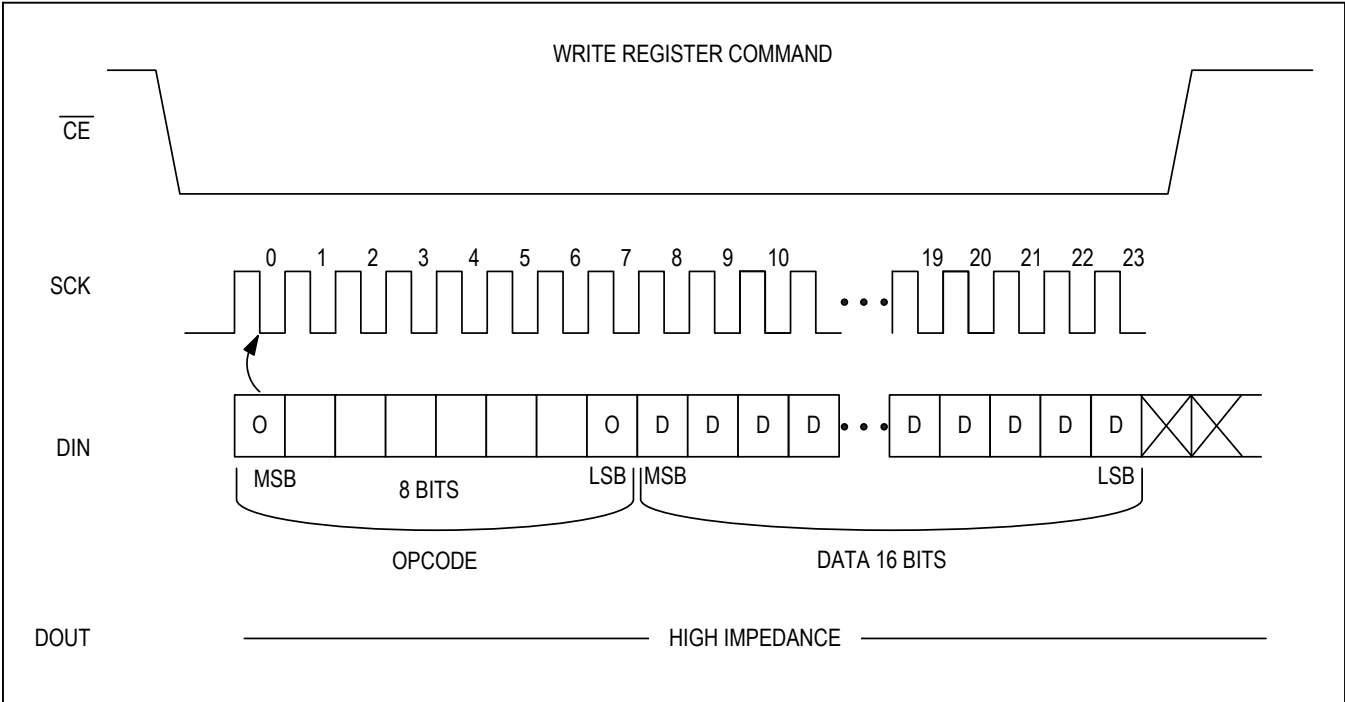 WRITE REGISTER COMMAND
CE
0 1 2 3 4 5 6 7 8 9 10 19 20 21 22 23
SCK
DIN
O O D D D D D D D D D
MSB 8 BITS LSB MSB LSB
OPCODE DATA 16 BITS
DOUT HIGH IMPEDANCE